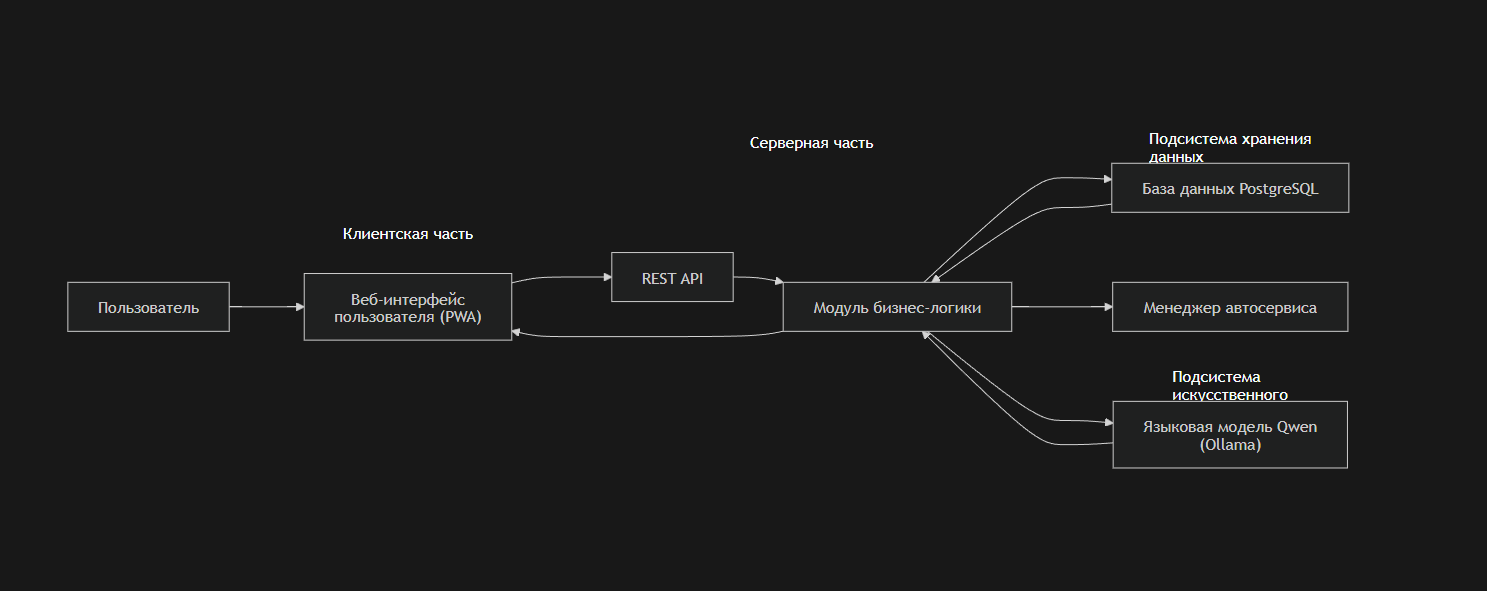 Серверная часть
Подсистема хранения
данных
База данных PostgreSQL
Клиентская часть
Пользователь
Веб-интерфейс
пользователя (PWA)
REST API
Модуль бизнес-логики
Менеджер автосервиса
Подсистема
искусственного
Языковая модель Qwen
(Ollama)